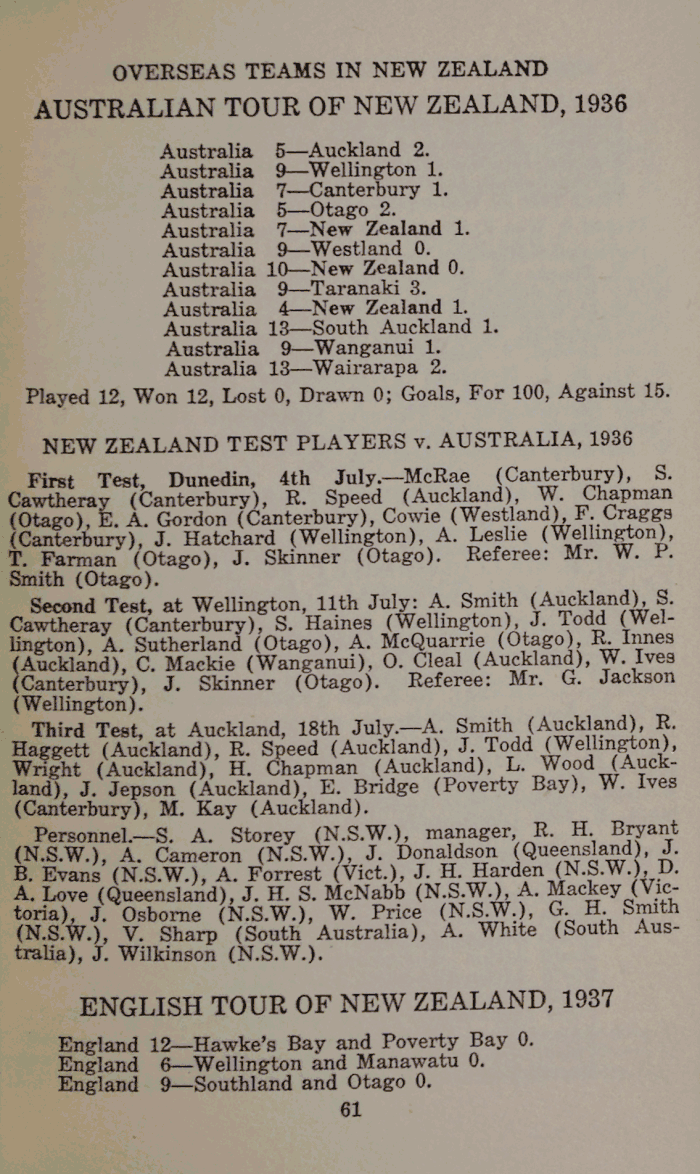 OVERSEAS TEAMS IN NEW ZEALAND
AUSTRALIAN TOUR OF NEW ZEALAND, 1936
Australia 5—Auckland 2.
Australia 9—Wellington 1.
Australia 7—Canterbury 1.
Australia 5—Otago 2.
Australia 7—New Zealand 1.
Australia 9—Westland 0.
Australia 10—New Zealand 0.
Australia 9—Taranaki 3.
Australia 4—New Zealand 1.
Australia 13—South Auckland 1.
Australia 9—Wanganui 1.
Australia 13—Wairarapa 2.
Played 12, Won 12, Lost 0, Drawn 0; Goals, For 100, Against 15.
NEW ZEALAND TEST PLAYERS v. AUSTRALIA, 1936
First Test, Dunedin, 4th July.—McRae (Canterbury), S.
Cawtheray (Canterbury), R. Speed (Auckland), W. Chapman
(Otago), E. A. Gordon (Canterbury), Cowie (Westland), F. Craggs
(Canterbury), J. Hatchard (Wellington), A. Leslie (Wellington),
T. Farman (Otago), J. Skinner (Otago). Referee: Mr. W. P.
Smith (Otago).
Second Test, at Wellington, 11th July: A. Smith (Auckland), S.
Cawtheray (Canterbury), S. Haines (Wellington), J. Todd (Wel-
lington), A. Sutherland (Otago), A. McQuarrie (Otago), R. Innes
(Auckland), C. Mackie (Wanganui), O. Cleal (Auckland), W. Ives
(Canterbury), J. Skinner (Otago). Referee: Mr. G. Jackson
(Wellington).
Third Test, at Auckland, 18th July.—A. Smith (Auckland), R.
Haggett (Auckland), R. Speed (Auckland), J. Todd (Wellington),
Wright (Auckland), H. Chapman (Auckland), L. Wood (Auck-
land), J. Jepson (Auckland), E. Bridge (Poverty Bay), W. Ives
(Canterbury), M. Kay (Auckland).
Personnel.—S. A. Storey (N.S.W.), manager, R. H. Bryant
(N.S.W.), A. Cameron (N.S.W.), J. Donaldson (Queensland), J.
B. Evans (N.S.W.), A. Forrest (Vict.), J. H. Harden (N.S.W.), D.
A. Love (Queensland), J. H. S. McNabb (N.S.W.), A. Mackey (Vic-
toria), J. Osborne (N.S.W.), W. Price (N.S.W.), G. H. Smith
(N.S.W.), V. Sharp (South Australia), A. White (South Aus-
tralia), J. Wilkinson (N.S.W.).
ENGLISH TOUR OF NEW ZEALAND, 1937
England 12—Hawke's Bay and Poverty Bay 0.
England 6—Wellington and Manawatu 0.
England 9—Southland and Otago 0.
61